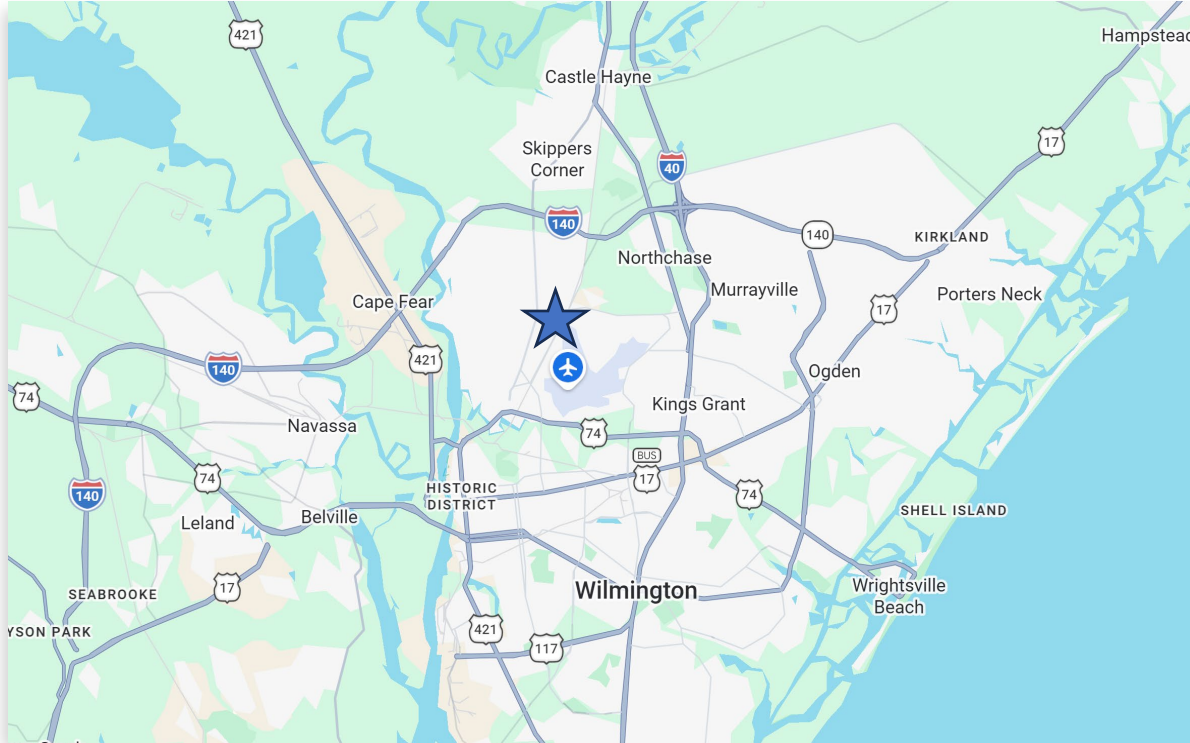 421
Hampstead
Castle Hayne
17
Skippers
Corner
40
140
140
KIRKLAND
Northchase
Murrayville
Porters Neck
Cape Fear
17
421
140
Ogden
74
Kings Grant
Navassa
74
BUS
17
74
74
140
HISTORIC
DISTRICT
SHELL ISLAND
Leland
Belville
Wrightsville
Beach
17
SEABROOKE
Wilmington
YSON PARK
421
117